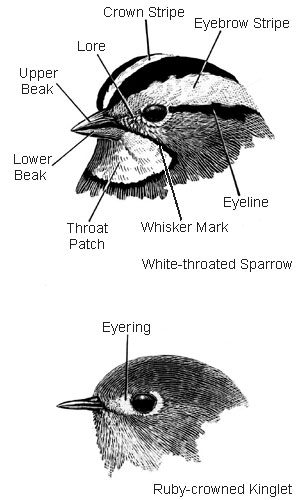 Crown Stripe
Eyebrow Stripe
Lore
Upper
Beak
Lower
Beak
Eyeline
Throat
Patch
Whisker Mark
White-throated Sparrow
Eyering
Ruby-crowned Kinglet